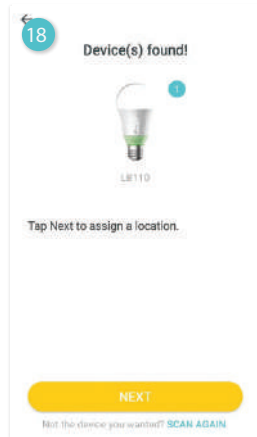 18
Device(s) found!
1
LB110
Tap Next to assign a location.
NEXT
Not the device you wanted? SCAN AGAIN